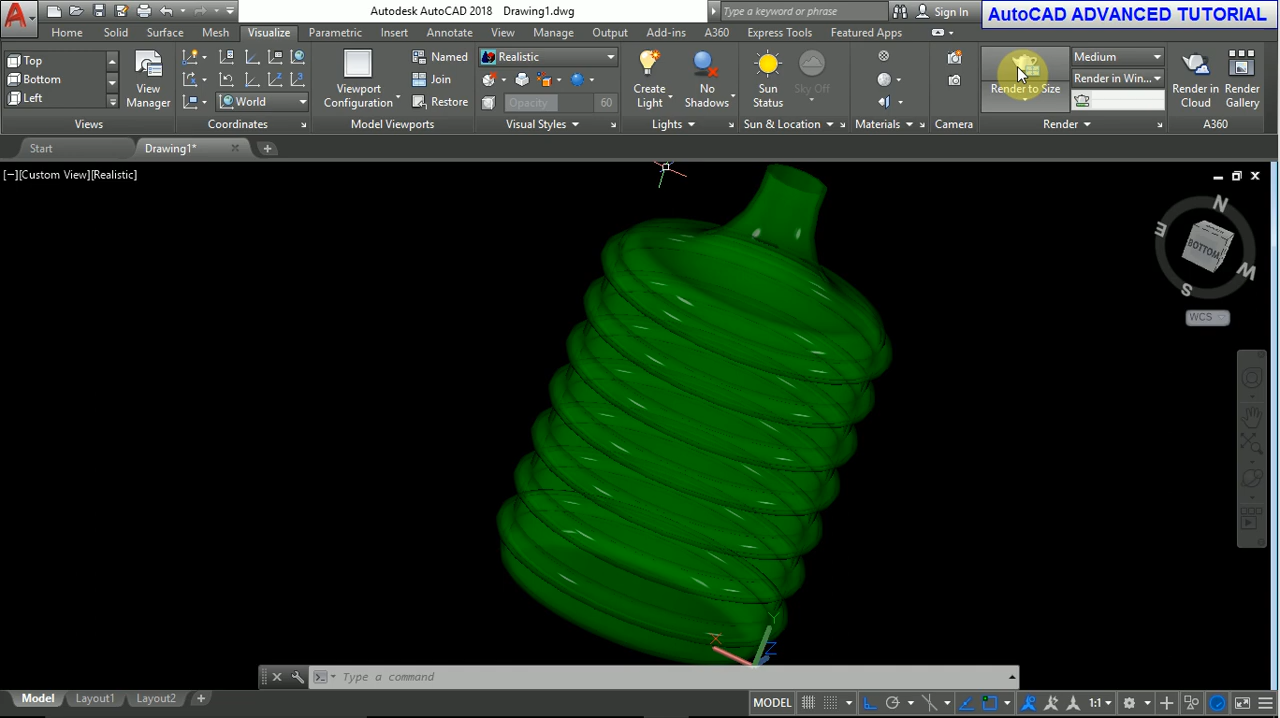 Autodesk AutoCAD 2018 Drawing1.dwg
Type a keyword or phrase
Sign In
AutoCAD ADVANCED TUTORIAL
Home Solid Surface Mesh Visualize Parametric Insert Annotate View Manage Output Add-ins A360 Express Tools Featured Apps
Top
Bottom
Left
Views
View
Manager
World
Coordinates
Viewport
Configuration
Named
Join
Restore
Model Viewports
Realistic
Opacity 60
Visual Styles
Create
Light
No
Shadows
Lights
Sun
Status
Sky Off
Sun & Location
Materials
Camera
Render to Size
Medium
Render in Win...
Render
Render in
Cloud
Render
Gallery
A360
Start
Drawing1*
[−][Custom View][Realistic]
N
E
BOTTOM
W
S
WCS
Y
X
Z
Type a command
Model Layout1 Layout2
MODEL
1:1